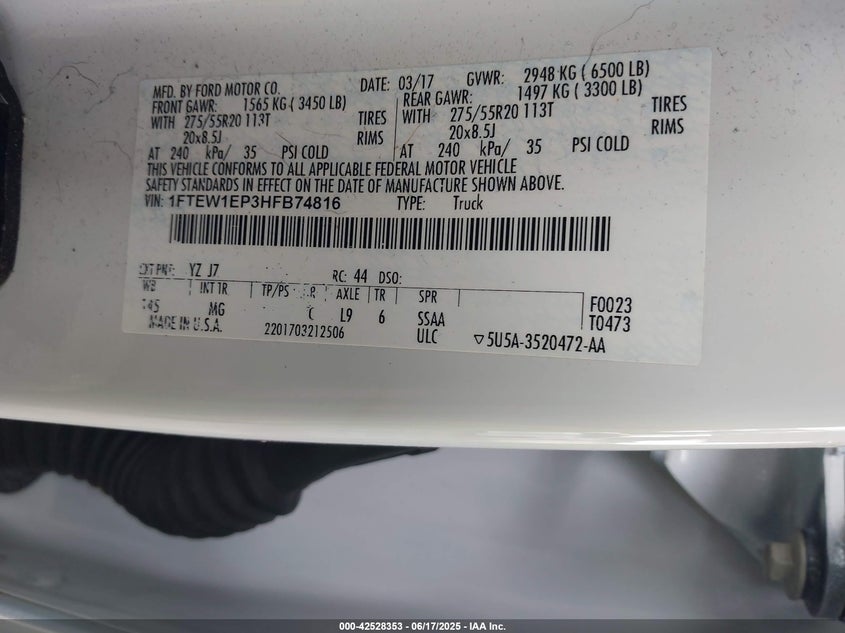 MFD. BY FORD MOTOR CO. DATE: 03/17 GVWR: 2948 KG ( 6500 LB)
FRONT GAWR: 1565 KG ( 3450 LB) REAR GAWR: 1497 KG ( 3300 LB)
WITH 275/55R20 113T TIRES WITH 275/55R20 113T TIRES
20x8.5J RIMS 20x8.5J RIMS
AT 240 kPa/ 35 PSI COLD AT 240 kPa/ 35 PSI COLD
THIS VEHICLE CONFORMS TO ALL APPLICABLE FEDERAL MOTOR VEHICLE
SAFETY STANDARDS IN EFFECT ON THE DATE OF MANUFACTURE SHOWN ABOVE.
VIN: 1FTEW1EP3HFB74816 TYPE: Truck
EXT PNT: YZ J7 RC: 44 DSO:
WB INT TR TP/PS R AXLE TR SPR F0023
145 MG C L9 6 SSAA T0473
MADE IN U.S.A. 2201703212506 ULC ▽5U5A-3520472-AA
000-42528353 - 06/17/2025 - IAA Inc.